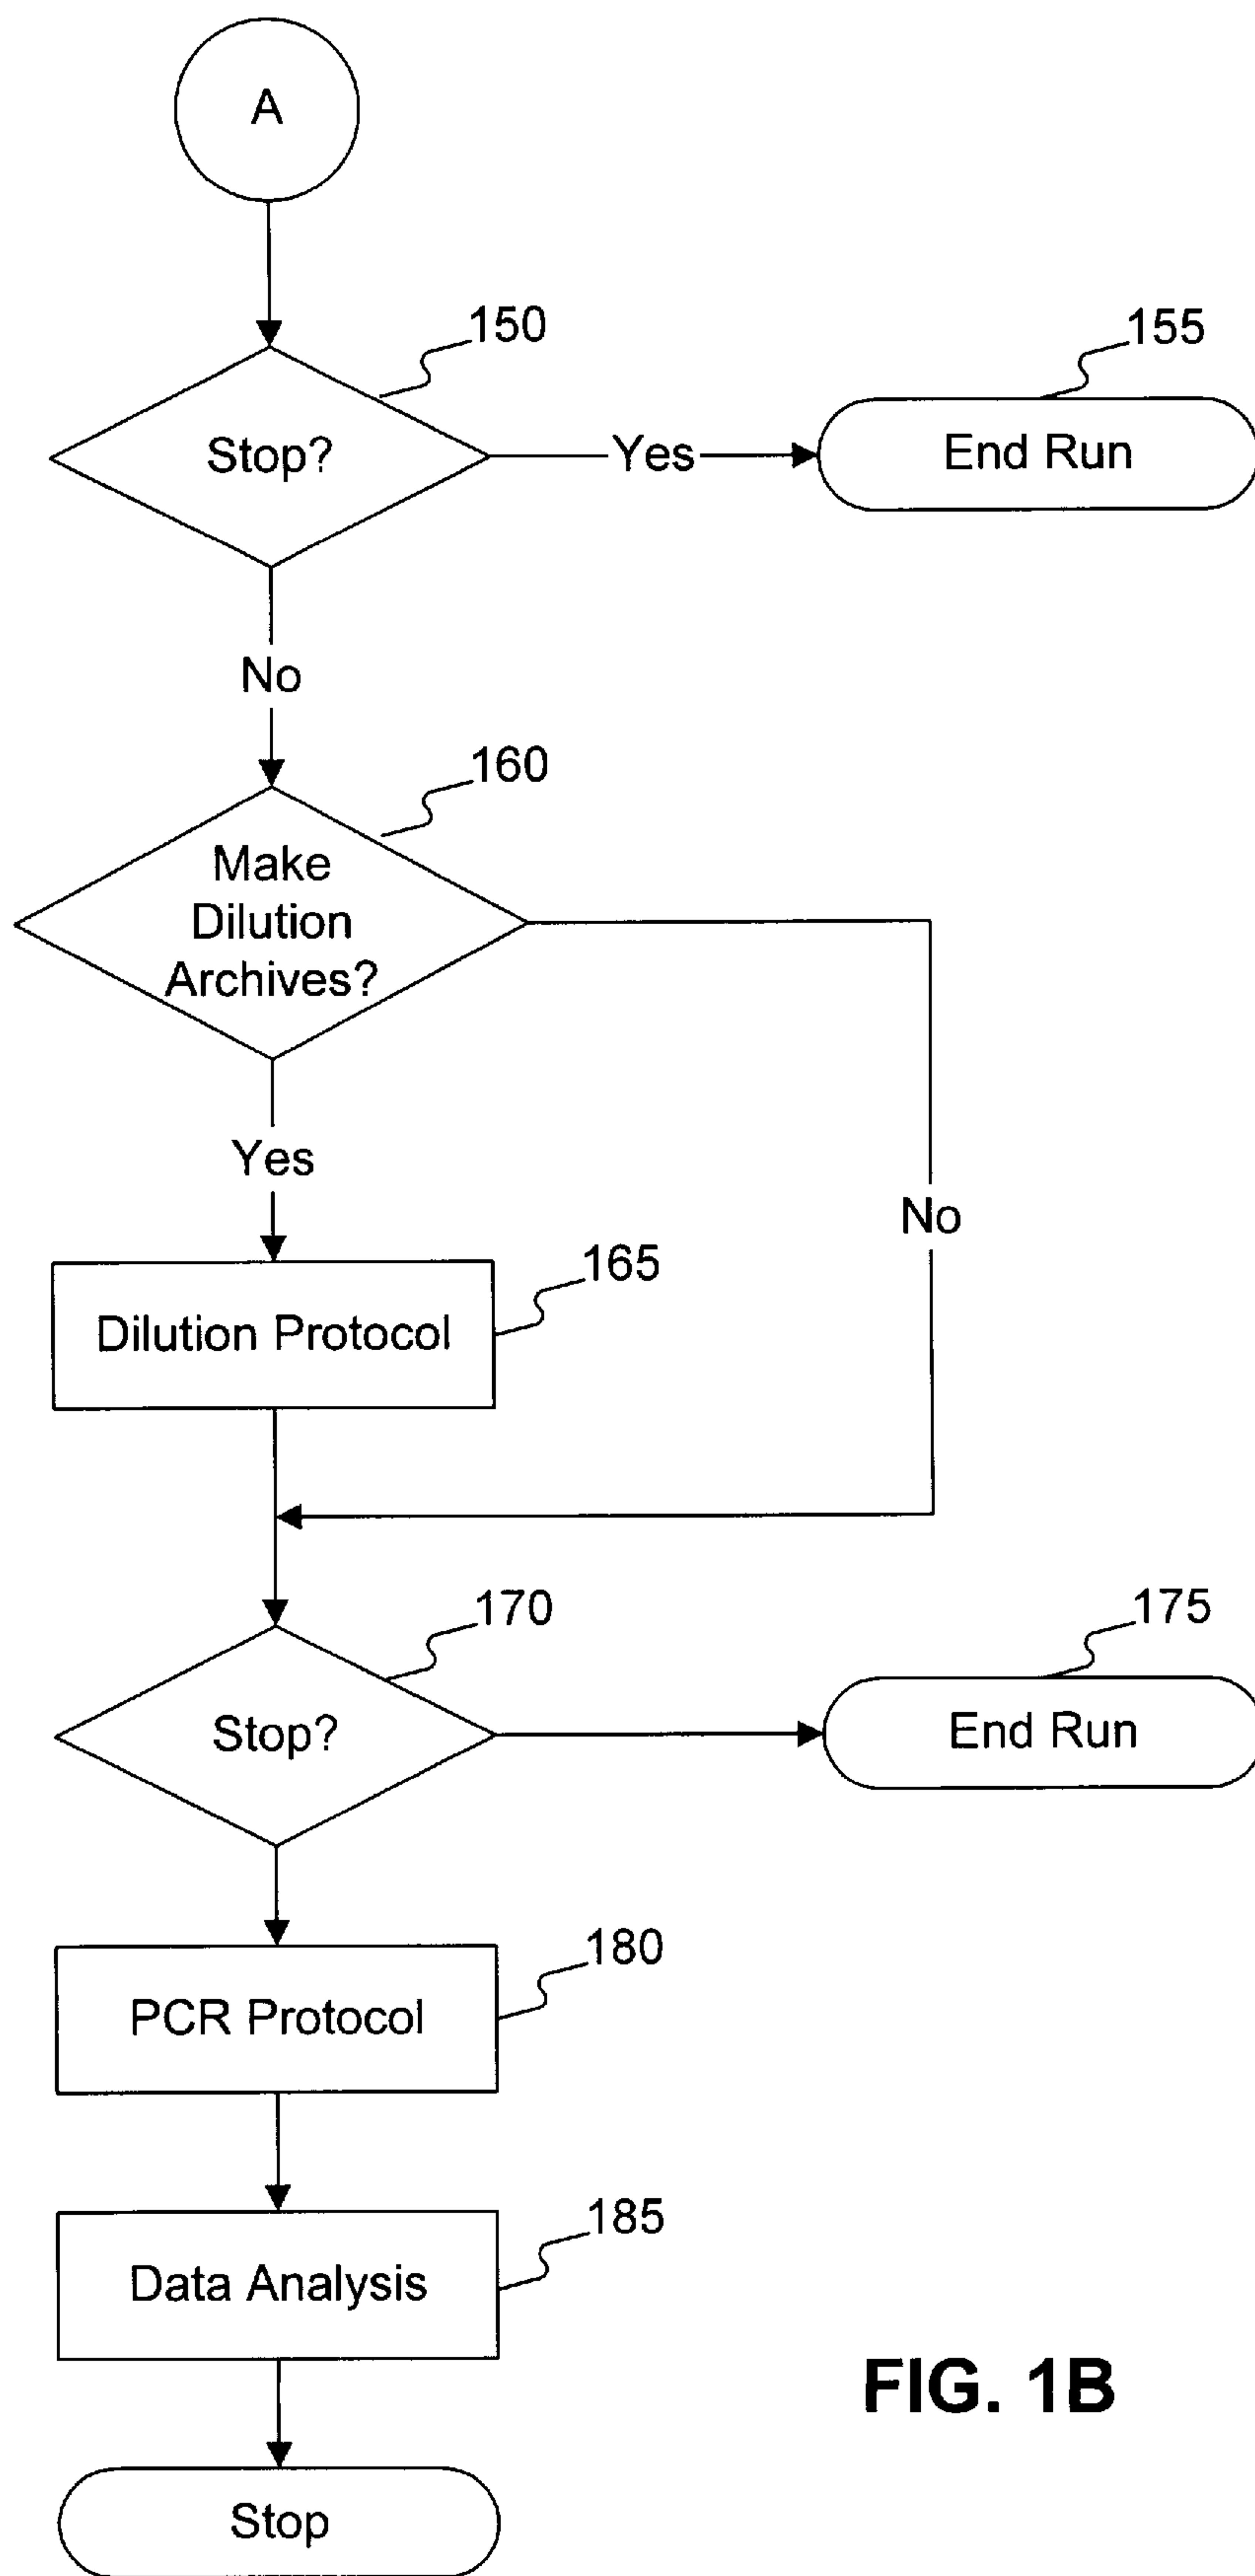 A
150
155
Stop?
Yes
End Run
No
160
Make
Dilution
Archives?
Yes
No
165
Dilution Protocol
170
175
Stop?
End Run
180
PCR Protocol
185
Data Analysis
FIG. 1B
Stop